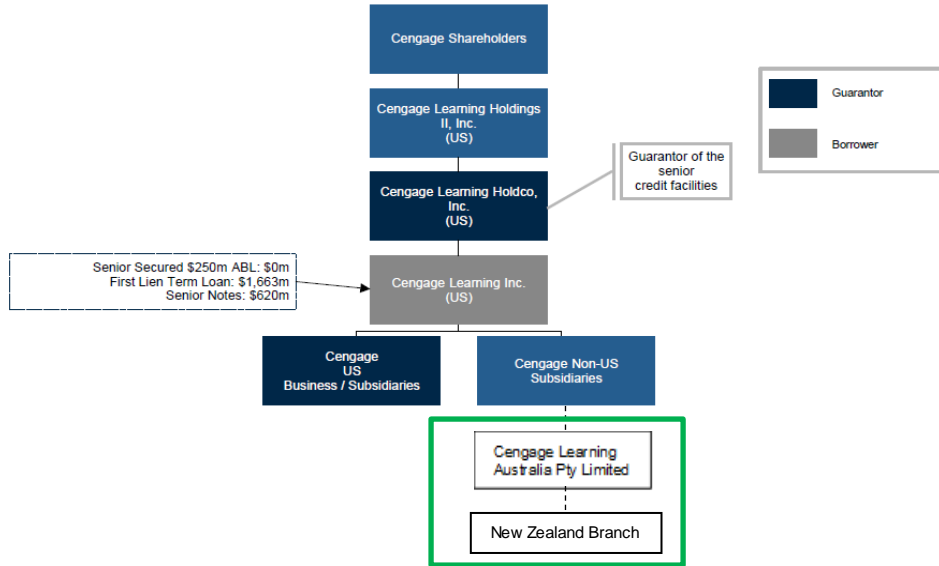 Cengage Shareholders
Cengage Learning Holdings
II, Inc.
(US)
Guarantor
Borrower
Guarantor of the
senior
credit facilities
Cengage Learning Holdco,
Inc.
(US)
Senior Secured $250m ABL: $0m
First Lien Term Loan: $1,663m
Senior Notes: $620m
Cengage Learning Inc.
(US)
Cengage
US
Business / Subsidiaries
Cengage Non-US
Subsidiaries
Cengage Learning
Australia Pty Limited
New Zealand Branch